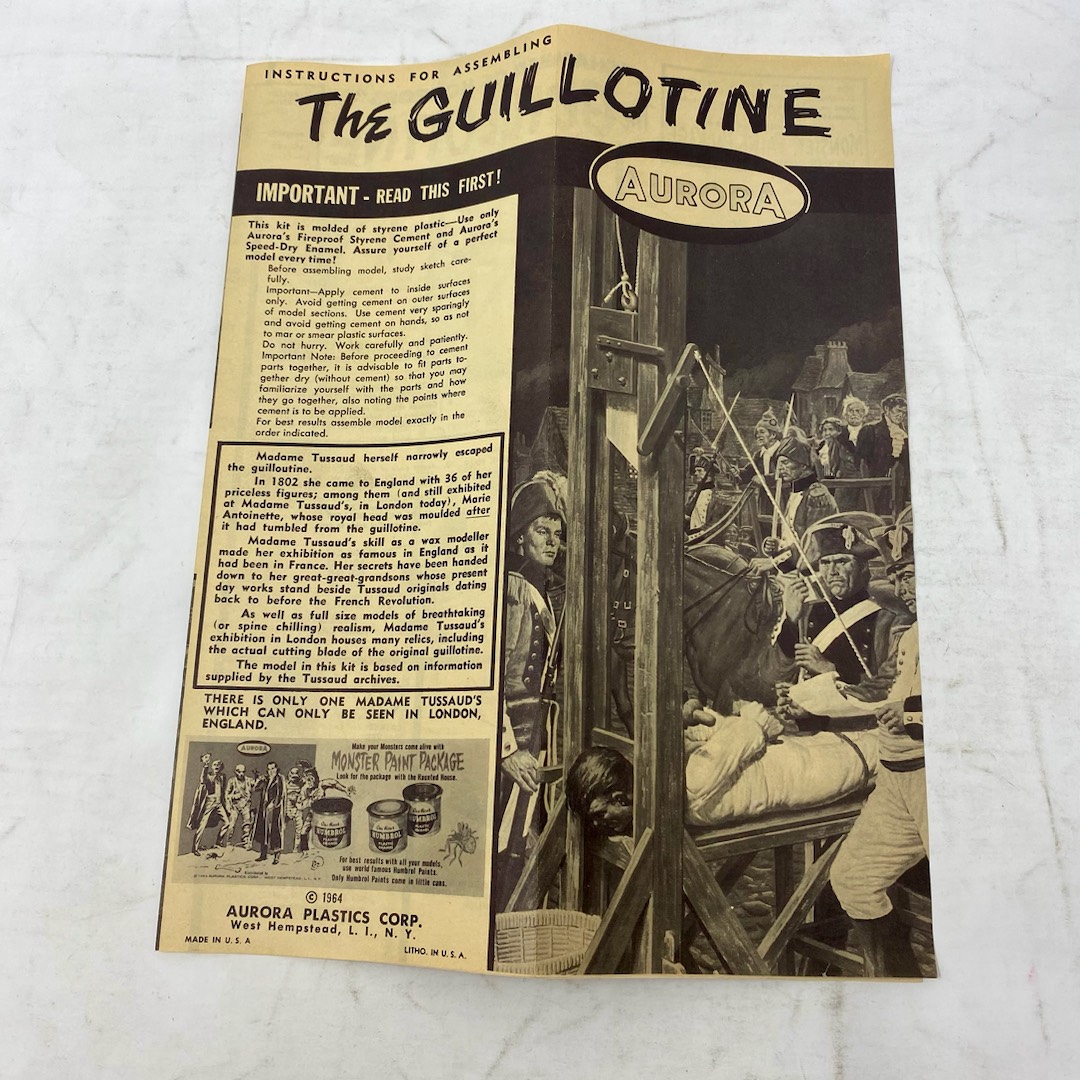 INSTRUCTIONS FOR ASSEMBLING
The GUILLOTINE
AURORA
IMPORTANT - READ THIS FIRST!
This kit is molded of styrene plastic—Use only
Aurora's Fireproof Styrene Cement and Aurora's
Speed-Dry Enamel. Assure yourself of a perfect
model every time!
Before assembling model, study sketch care-
fully.
Important—Apply cement to inside surfaces
only. Avoid getting cement on outer surfaces
of model sections. Use cement very sparingly
and avoid getting cement on hands, so as not
to mar or smear plastic surfaces.
Do not hurry. Work carefully and patiently.
Important Note: Before proceeding to cement
parts together, it is advisable to fit parts to-
gether dry (without cement) so that you may
familiarize yourself with the parts and how
they go together, also noting the points where
cement is to be applied.
For best results assemble model exactly in the
order indicated.
Madame Tussaud herself narrowly escaped
the guilloutine.
In 1802 she came to England with 36 of her
priceless figures; among them (and still exhibited
at Madame Tussaud's, in London today), Marie
Antoinette, whose royal head was moulded after
it had tumbled from the guillotine.
Madame Tussaud's skill as a wax modeller
made her exhibition as famous in England as it
had been in France. Her secrets have been handed
down to her great-great-grandsons whose present
day works stand beside Tussaud originals dating
back to before the French Revolution.
As well as full size models of breathtaking
(or spine chilling) realism, Madame Tussaud's
exhibition in London houses many relics, including
the actual cutting blade of the original guillotine.
The model in this kit is based on information
supplied by the Tussaud archives.
THERE IS ONLY ONE MADAME TUSSAUD'S
WHICH CAN ONLY BE SEEN IN LONDON,
ENGLAND.
AURORA
Make your Monsters come alive with
MONSTER PAINT PACKAGE
Look for the package with the Haunted House.
HUMBROL
HUMBROL
HUMBROL
For best results with all your models,
use world famous Humbrol Paints.
Only Humbrol Paints come in little cans.
© 1964
AURORA PLASTICS CORP.
West Hempstead, L. I., N. Y.
MADE IN U. S. A
LITHO. IN U. S. A.